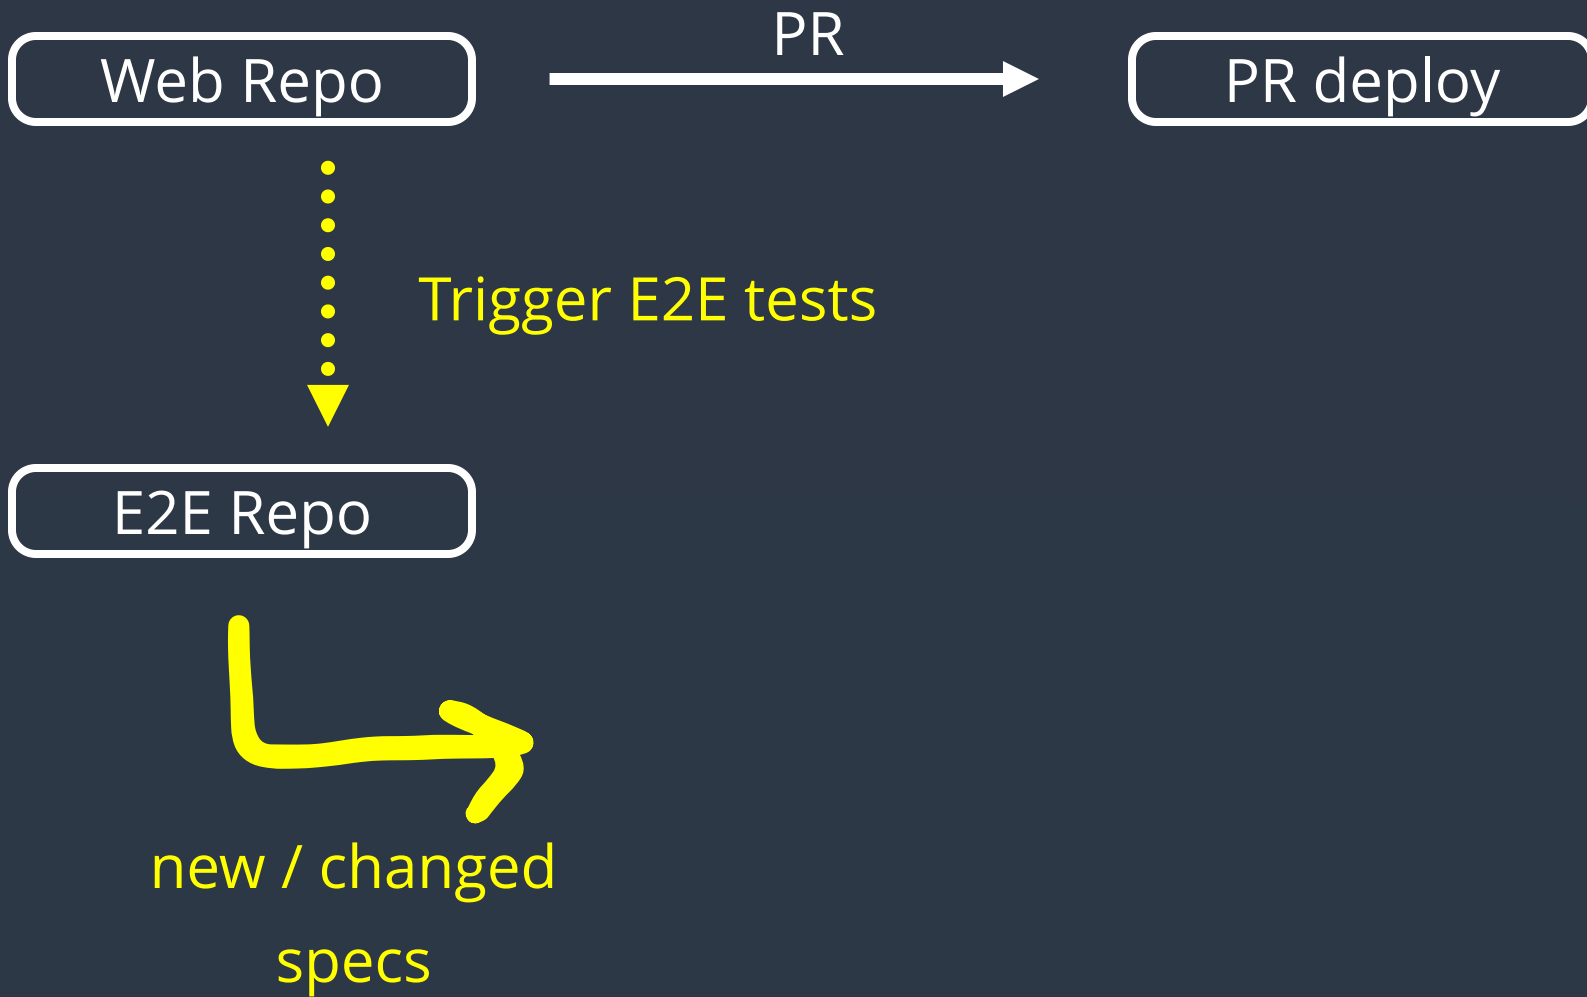 PR
Web Repo
PR deploy
Trigger E2E tests
E2E Repo
new / changed
specs